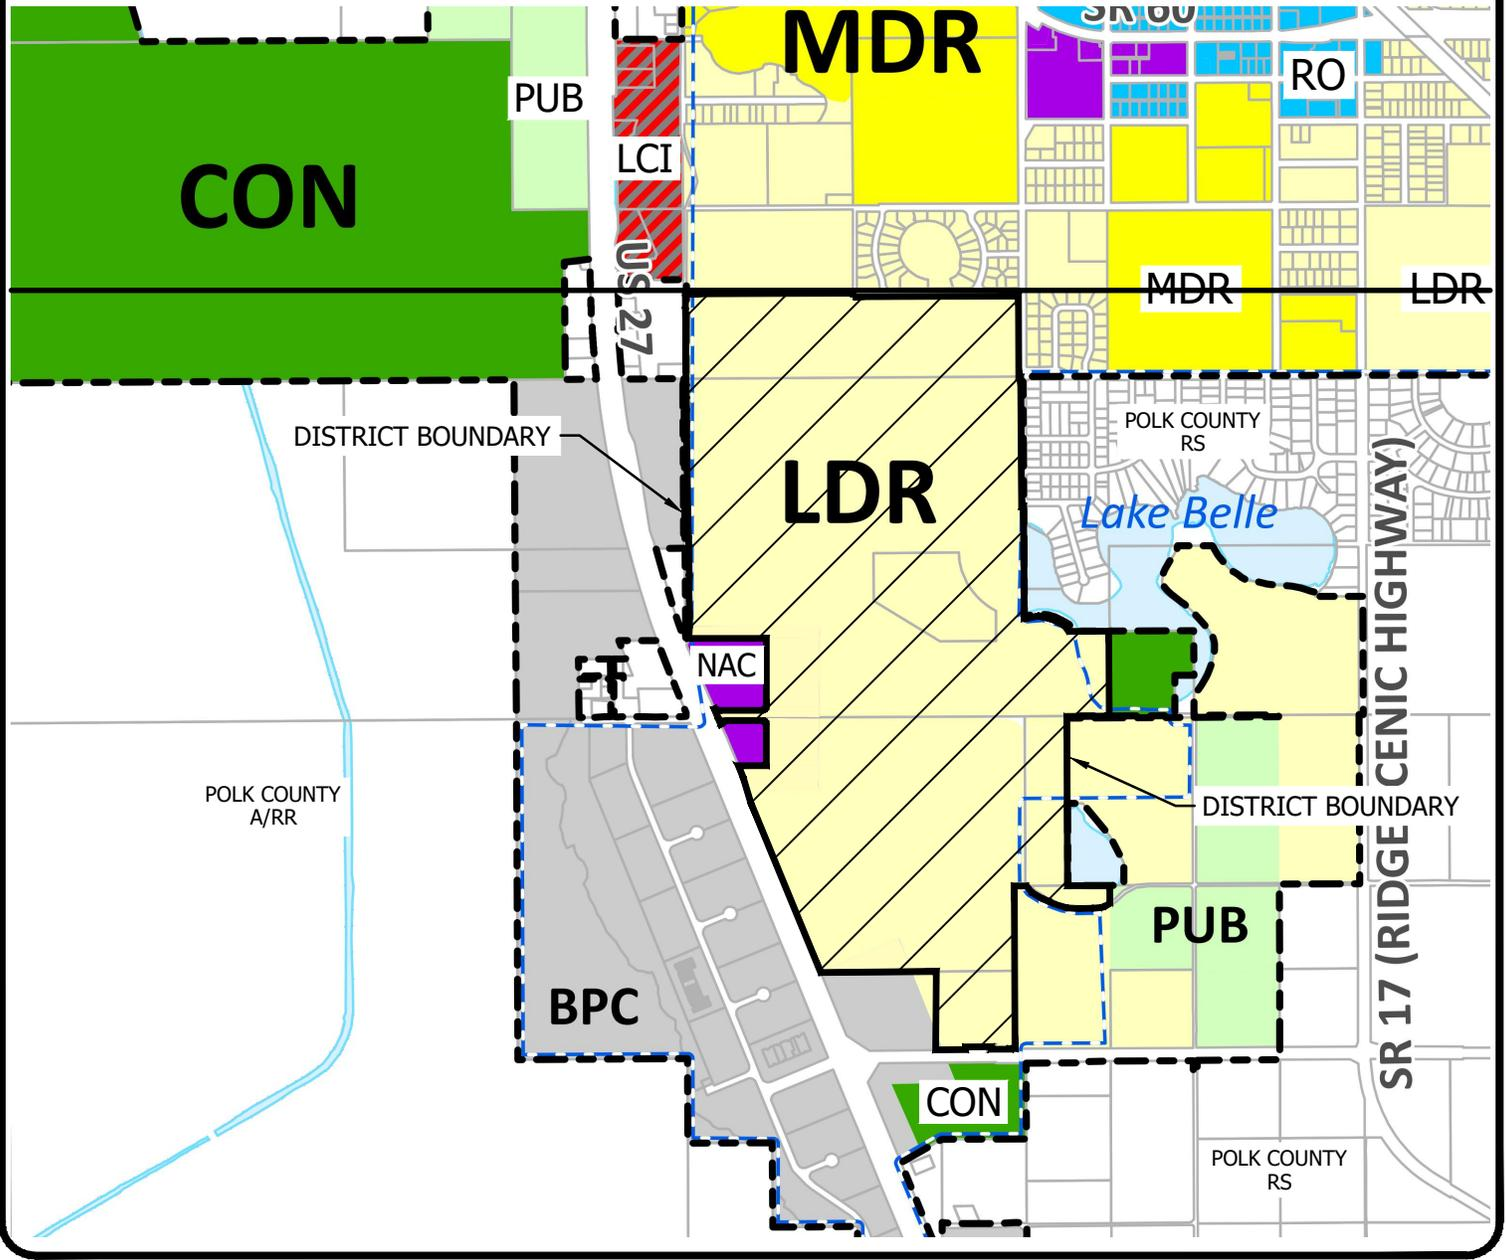 SR 60
MDR
PUB
RO
LCI
CON
US 27
MDR
LDR
DISTRICT BOUNDARY
POLK COUNTY
RS
LDR
Lake Belle
NAC
SR 17 (RIDGE SCENIC HIGHWAY)
POLK COUNTY
A/RR
DISTRICT BOUNDARY
PUB
BPC
CON
POLK COUNTY
RS